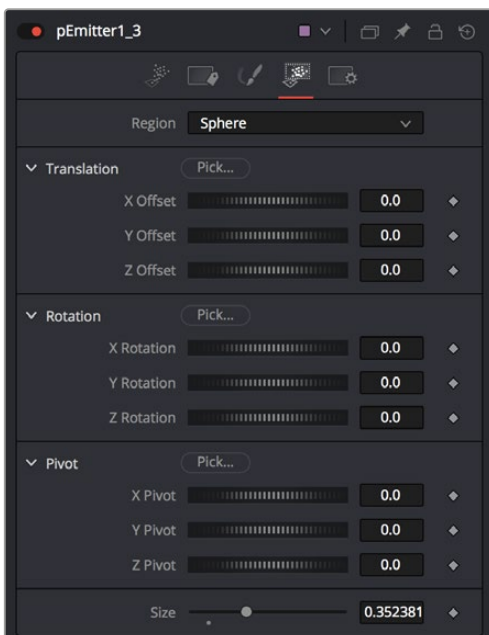 pEmitter1_3
Region Sphere
Translation Pick...
X Offset 0.0
Y Offset 0.0
Z Offset 0.0
Rotation Pick...
X Rotation 0.0
Y Rotation 0.0
Z Rotation 0.0
Pivot Pick...
X Pivot 0.0
Y Pivot 0.0
Z Pivot 0.0
Size 0.352381